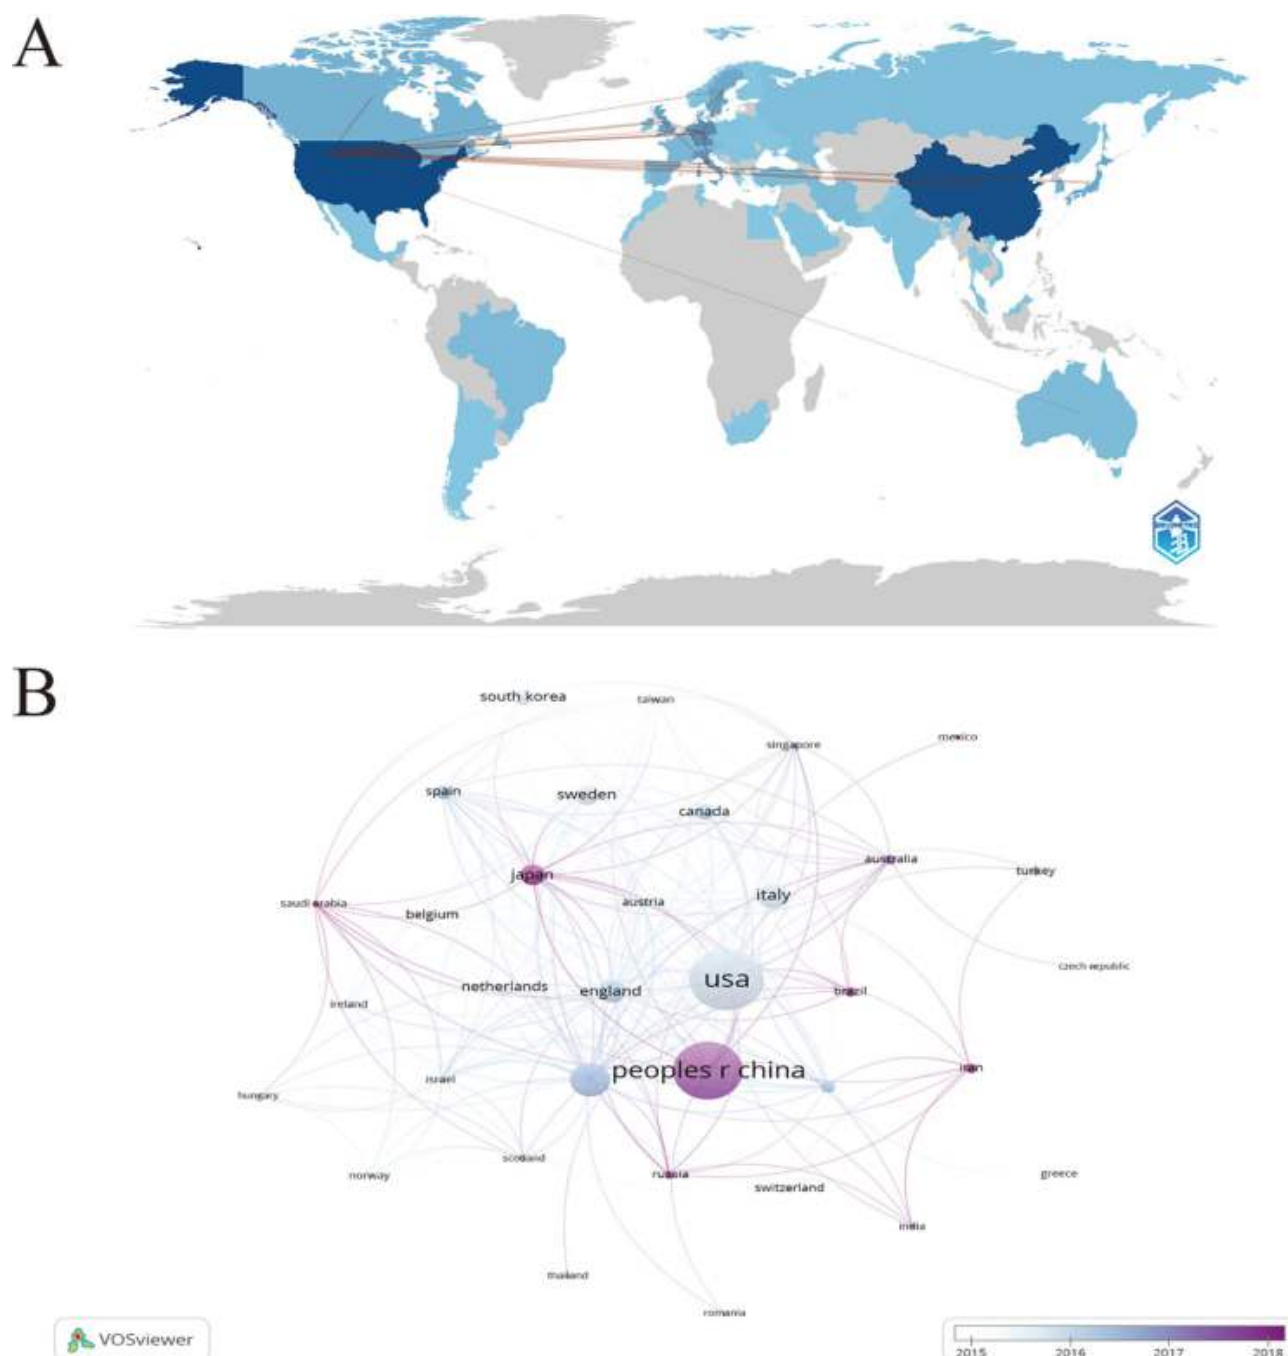 A
B
south korea
taiwan
singapore
mexico
spain
sweden
canada
japan
australia
turkey
italy
saudi arabia
belgium
austria
czech republic
usa
netherlands
england
brazil
ireland
peoples r china
iran
israel
hungary
scotland
norway
russia
switzerland
greece
india
thailand
romania
VOSviewer
2015 2016 2017 2018